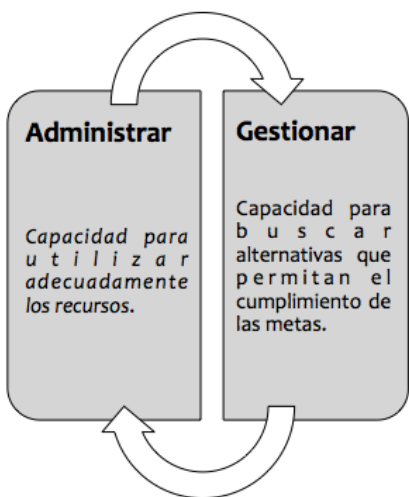 Administrar
Capacidad para
utilizar
adecuadamente
los recursos.
Gestionar
Capacidad para
buscar
alternativas que
permitan el
cumplimiento de
las metas.